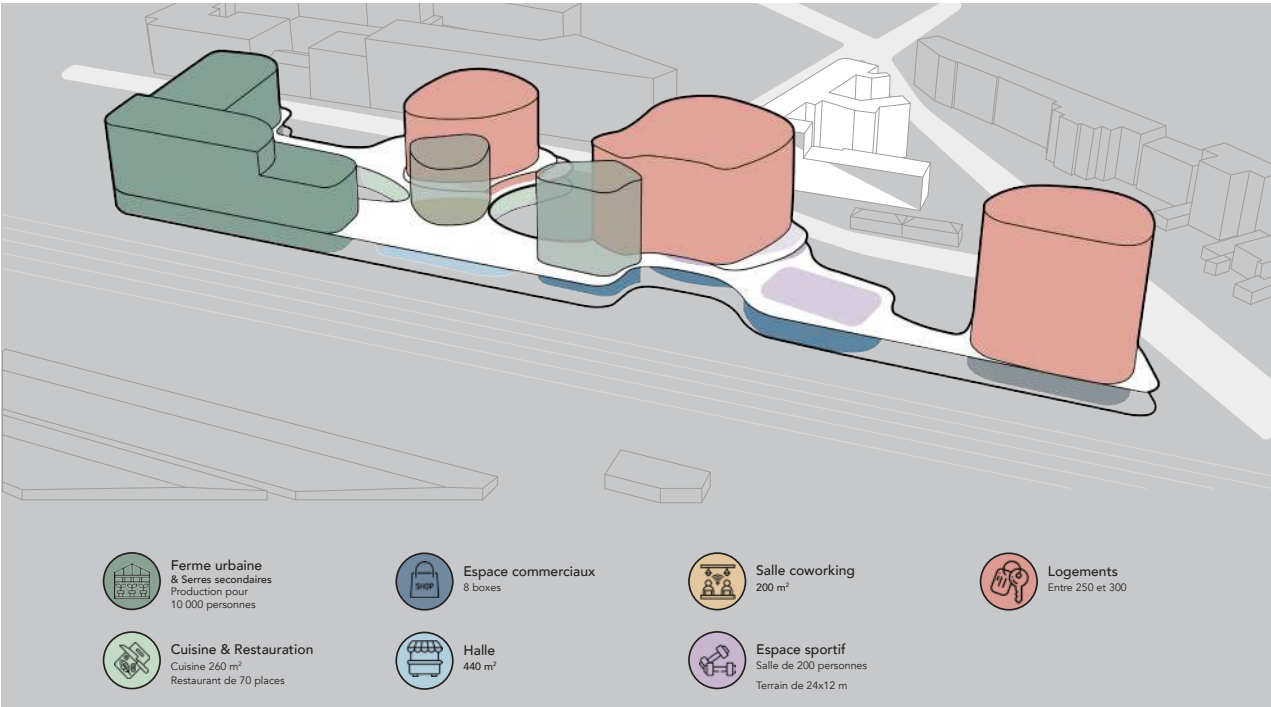 Ferme urbaine
& Serres secondaires
Production pour
10 000 personnes
SHOP
Espace commerciaux
8 boxes
Salle coworking
200 m²
Logements
Entre 250 et 300
Cuisine & Restauration
Cuisine 260 m²
Restaurant de 70 places
Halle
440 m²
Espace sportif
Salle de 200 personnes
Terrain de 24x12 m